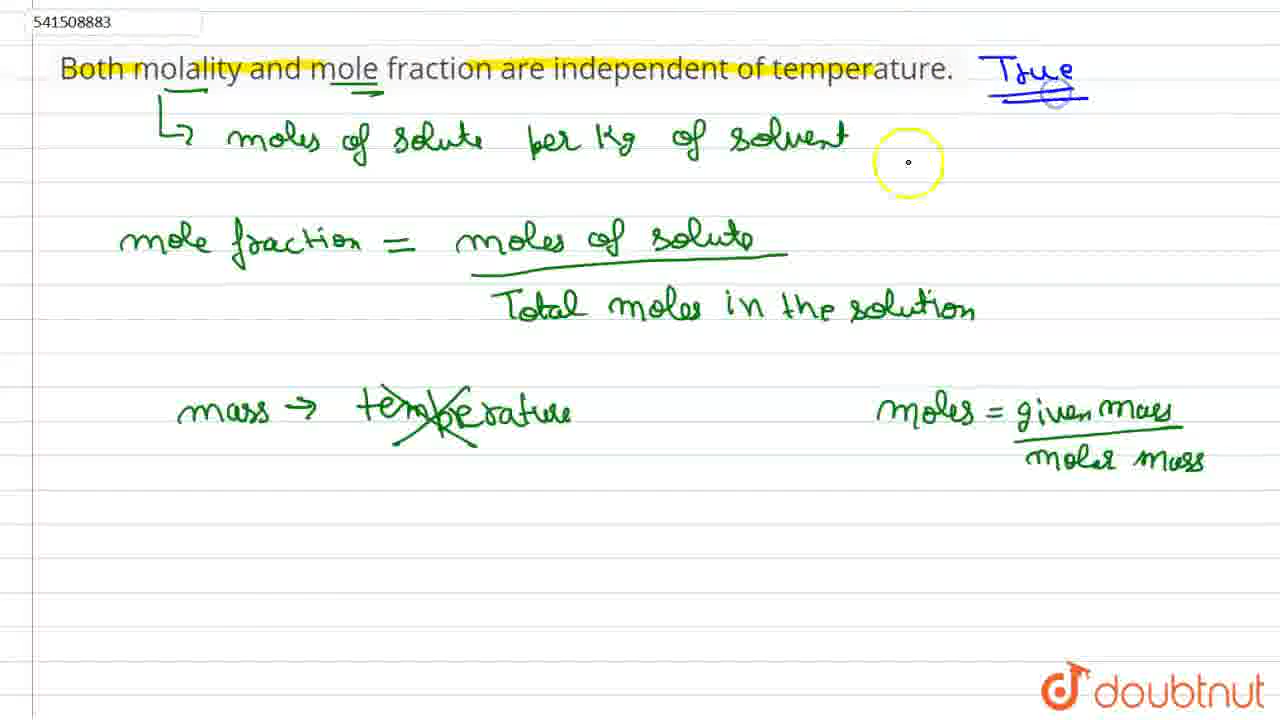 541508883
Both molality and mole fraction are independent of temperature. True
moles of solute per kg of solvent
mole fraction = moles of solute
Total moles in the solution
mass → temperature
moles = given mass
molar mass
doubtnut